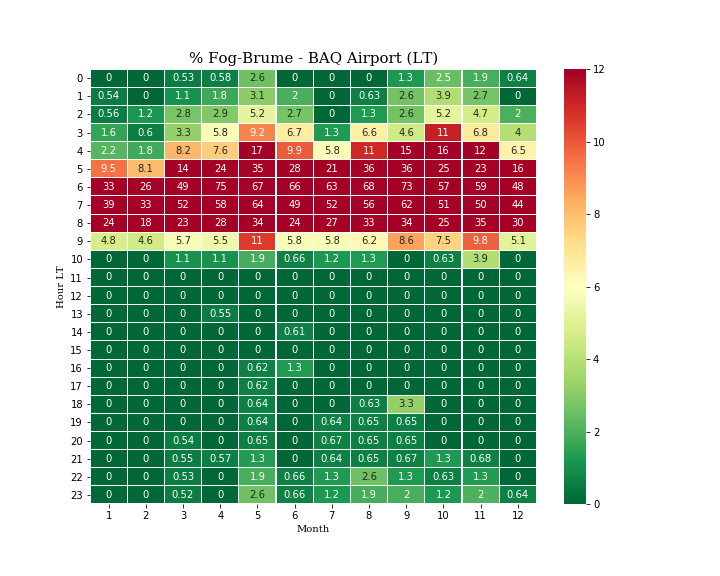 % Fog-Brume - BAQ Airport (LT)
0 0 0 0.53 0.58 2.6 0 0 0 1.3 2.5 1.9 0.64
1 0.54 0 1.1 1.8 3.1 2 0 0.63 2.6 3.9 2.7 0
2 0.56 1.2 2.8 2.9 5.2 2.7 0 1.3 2.6 5.2 4.7 2
3 1.6 0.6 3.3 5.8 9.2 6.7 1.3 6.6 4.6 11 6.8 4
4 2.2 1.8 8.2 7.6 17 9.9 5.8 11 15 16 12 6.5
5 9.5 8.1 14 24 35 28 21 36 36 25 23 16
6 33 26 49 75 67 66 63 68 73 57 59 48
7 39 33 52 58 64 49 52 56 62 51 50 44
8 24 18 23 28 34 24 27 33 34 25 35 30
9 4.8 4.6 5.7 5.5 11 5.8 5.8 6.2 8.6 7.5 9.8 5.1
10 0 0 1.1 1.1 1.9 0.66 1.2 1.3 0 0.63 3.9 0
11 0 0 0 0 0 0 0 0 0 0 0 0
12 0 0 0 0 0 0 0 0 0 0 0 0
13 0 0 0 0.55 0 0 0 0 0 0 0 0
14 0 0 0 0 0 0.61 0 0 0 0 0 0
15 0 0 0 0 0 0 0 0 0 0 0 0
16 0 0 0 0 0.62 1.3 0 0 0 0 0 0
17 0 0 0 0 0.62 0 0 0 0 0 0 0
18 0 0 0 0 0.64 0 0 0.63 3.3 0 0 0
19 0 0 0 0 0.64 0 0.64 0.65 0.65 0 0 0
20 0 0 0.54 0 0.65 0 0.67 0.65 0.65 0 0 0
21 0 0 0.55 0.57 1.3 0 0.64 0.65 0.67 1.3 0.68 0
22 0 0 0.53 0 1.9 0.66 1.3 2.6 1.3 0.63 1.3 0
23 0 0 0.52 0 2.6 0.66 1.2 1.9 2 1.2 2 0.64
1 2 3 4 5 6 7 8 9 10 11 12
Month
Hour LT
12
10
8
6
4
2
0